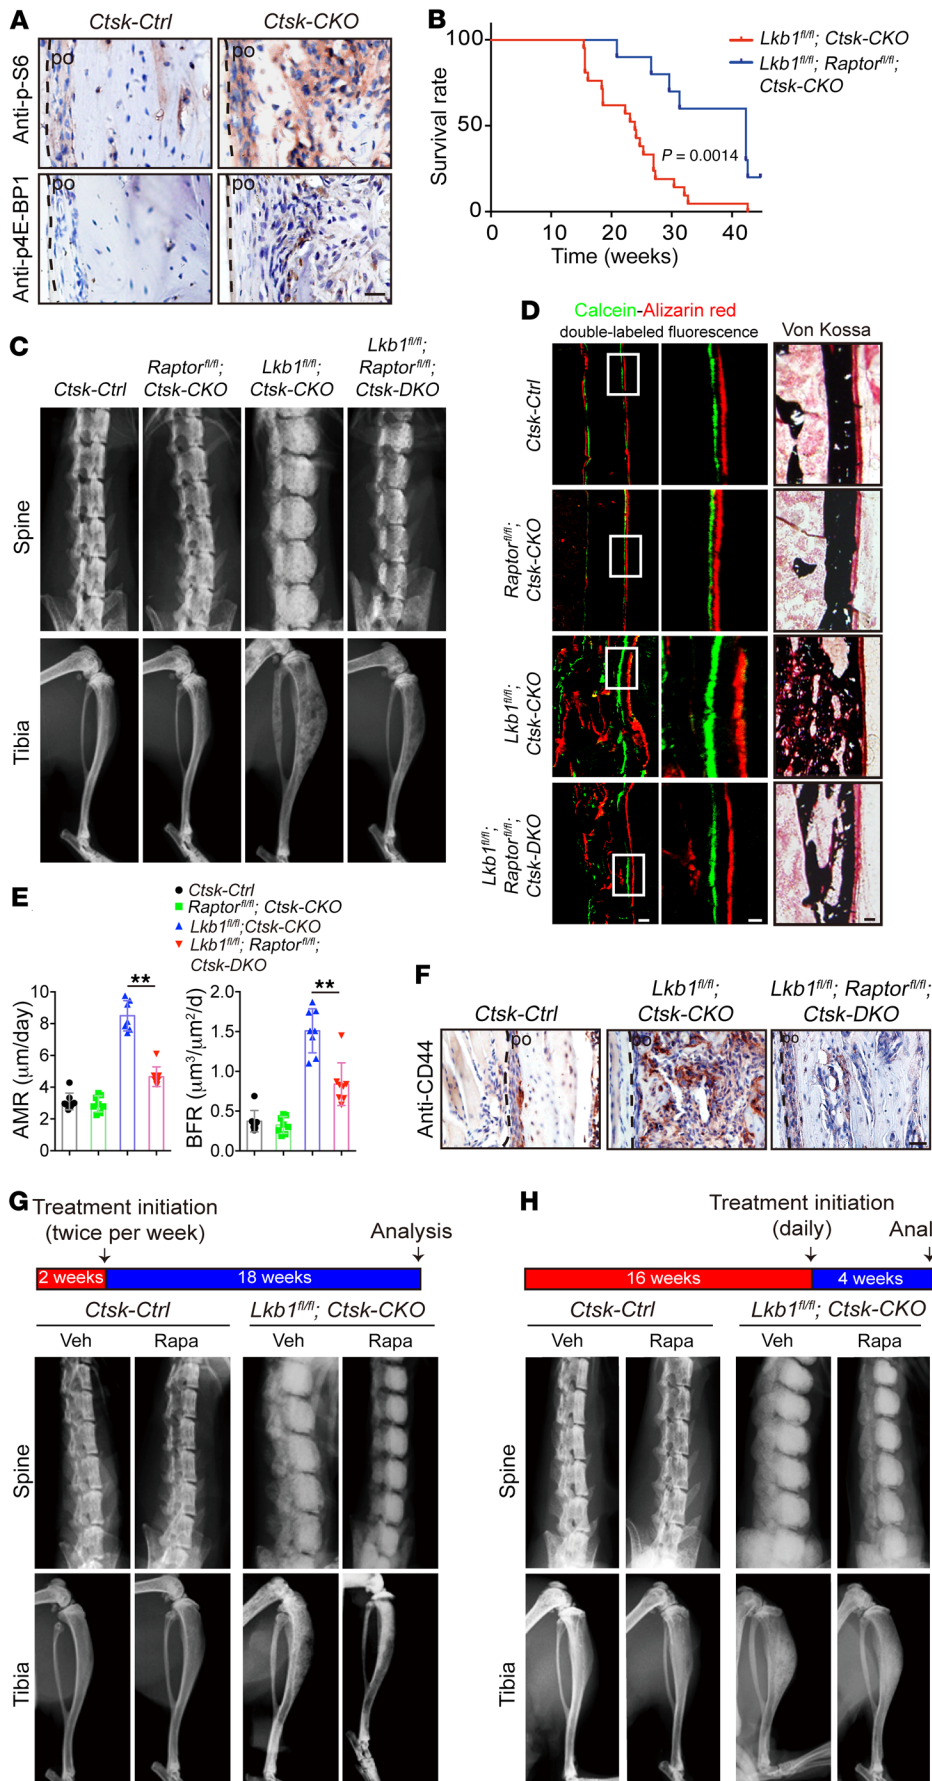 A
Ctsk-Ctrl
Ctsk-CKO
Anti-p-S6
po
po
Anti-p4E-BP1
po
po
B
Survival rate
100
50
0
0
10
20
30
40
Time (weeks)
P = 0.0014
Lkb1fl/fl; Ctsk-CKO
Lkb1fl/fl; Raptorfl/fl;
Ctsk-CKO
C
Ctsk-Ctrl
Raptorfl/fl;
Ctsk-CKO
Lkb1fl/fl;
Ctsk-CKO
Lkb1fl/fl;
Raptorfl/fl;
Ctsk-DKO
Spine
Tibia
D
Calcein-Alizarin red
double-labeled fluorescence
Von Kossa
Ctsk-Ctrl
Raptorfl/fl;
Ctsk-CKO
Lkb1fl/fl;
Ctsk-CKO
Lkb1fl/fl;
Raptorfl/fl;
Ctsk-DKO
E
Ctsk-Ctrl
Raptorfl/fl; Ctsk-CKO
Lkb1fl/fl;Ctsk-CKO
Lkb1fl/fl; Raptorfl/fl;
Ctsk-DKO
AMR (µm/day)
10
8
6
4
2
0
**
BFR (µm³/µm²/d)
2.0
1.5
1.0
0.5
0.0
**
F
Ctsk-Ctrl
Lkb1fl/fl;
Ctsk-CKO
Lkb1fl/fl; Raptorfl/fl;
Ctsk-DKO
Anti-CD44
po
po
po
G
Treatment initiation
(twice per week)
Analysis
2 weeks
18 weeks
Ctsk-Ctrl
Lkb1fl/fl; Ctsk-CKO
Veh
Rapa
Veh
Rapa
Spine
Tibia
H
Treatment initiation
(daily)
Anal
16 weeks
4 weeks
Ctsk-Ctrl
Lkb1fl/fl; Ctsk-CKO
Veh
Rapa
Veh
Rapa
Spine
Tibia